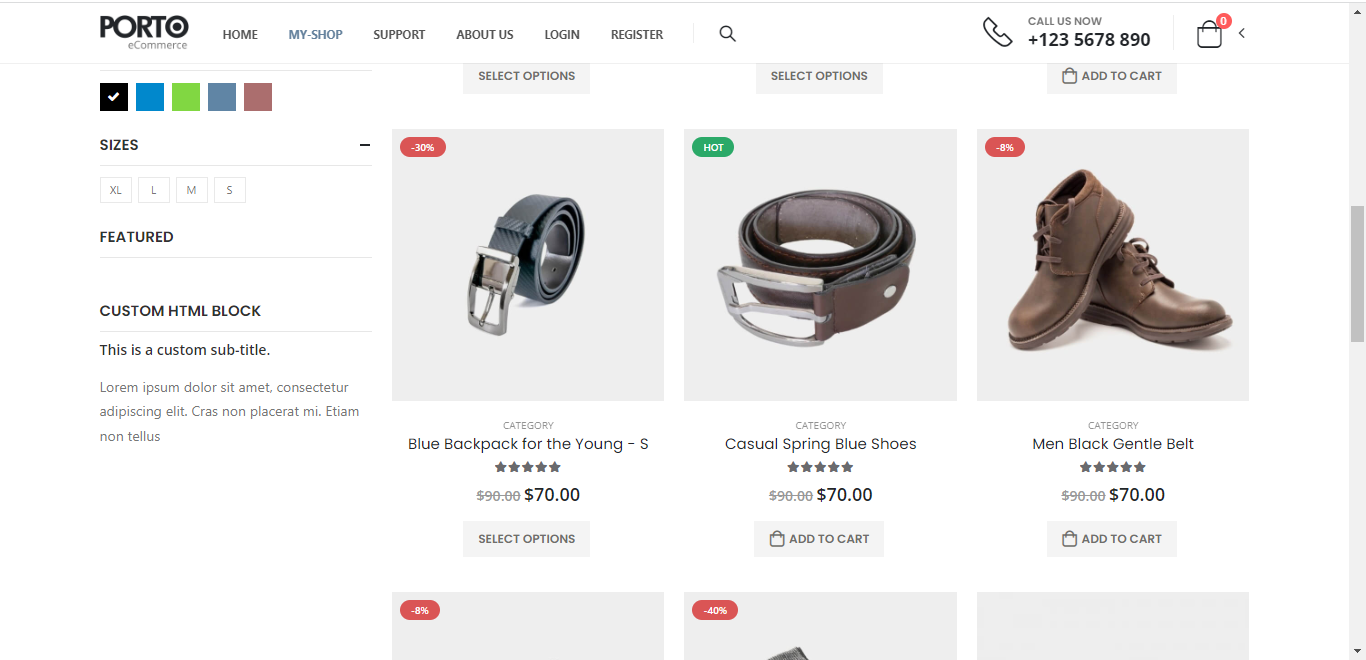 PORTO
eCommerce
HOME MY-SHOP SUPPORT ABOUT US LOGIN REGISTER
CALL US NOW
+123 5678 890
0
SELECT OPTIONS
SELECT OPTIONS
ADD TO CART
SIZES
XL L M S
FEATURED
CUSTOM HTML BLOCK
This is a custom sub-title.
Lorem ipsum dolor sit amet, consectetur
adipiscing elit. Cras non placerat mi. Etiam
non tellus
-30%
CATEGORY
Blue Backpack for the Young - S
$90.00 $70.00
SELECT OPTIONS
HOT
CATEGORY
Casual Spring Blue Shoes
$90.00 $70.00
ADD TO CART
-8%
CATEGORY
Men Black Gentle Belt
$90.00 $70.00
ADD TO CART
-8%
-40%